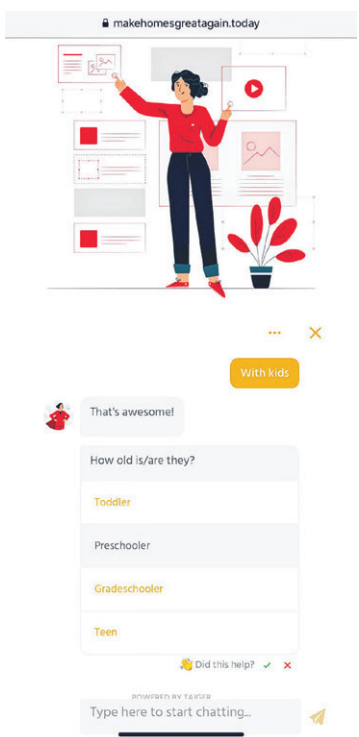 makehomesgreatagain.today
With kids
That's awesome!
How old is/are they?
Toddler
Preschooler
Gradeschooler
Teen
Did this help?
POWERED BY TAIGER
Type here to start chatting...